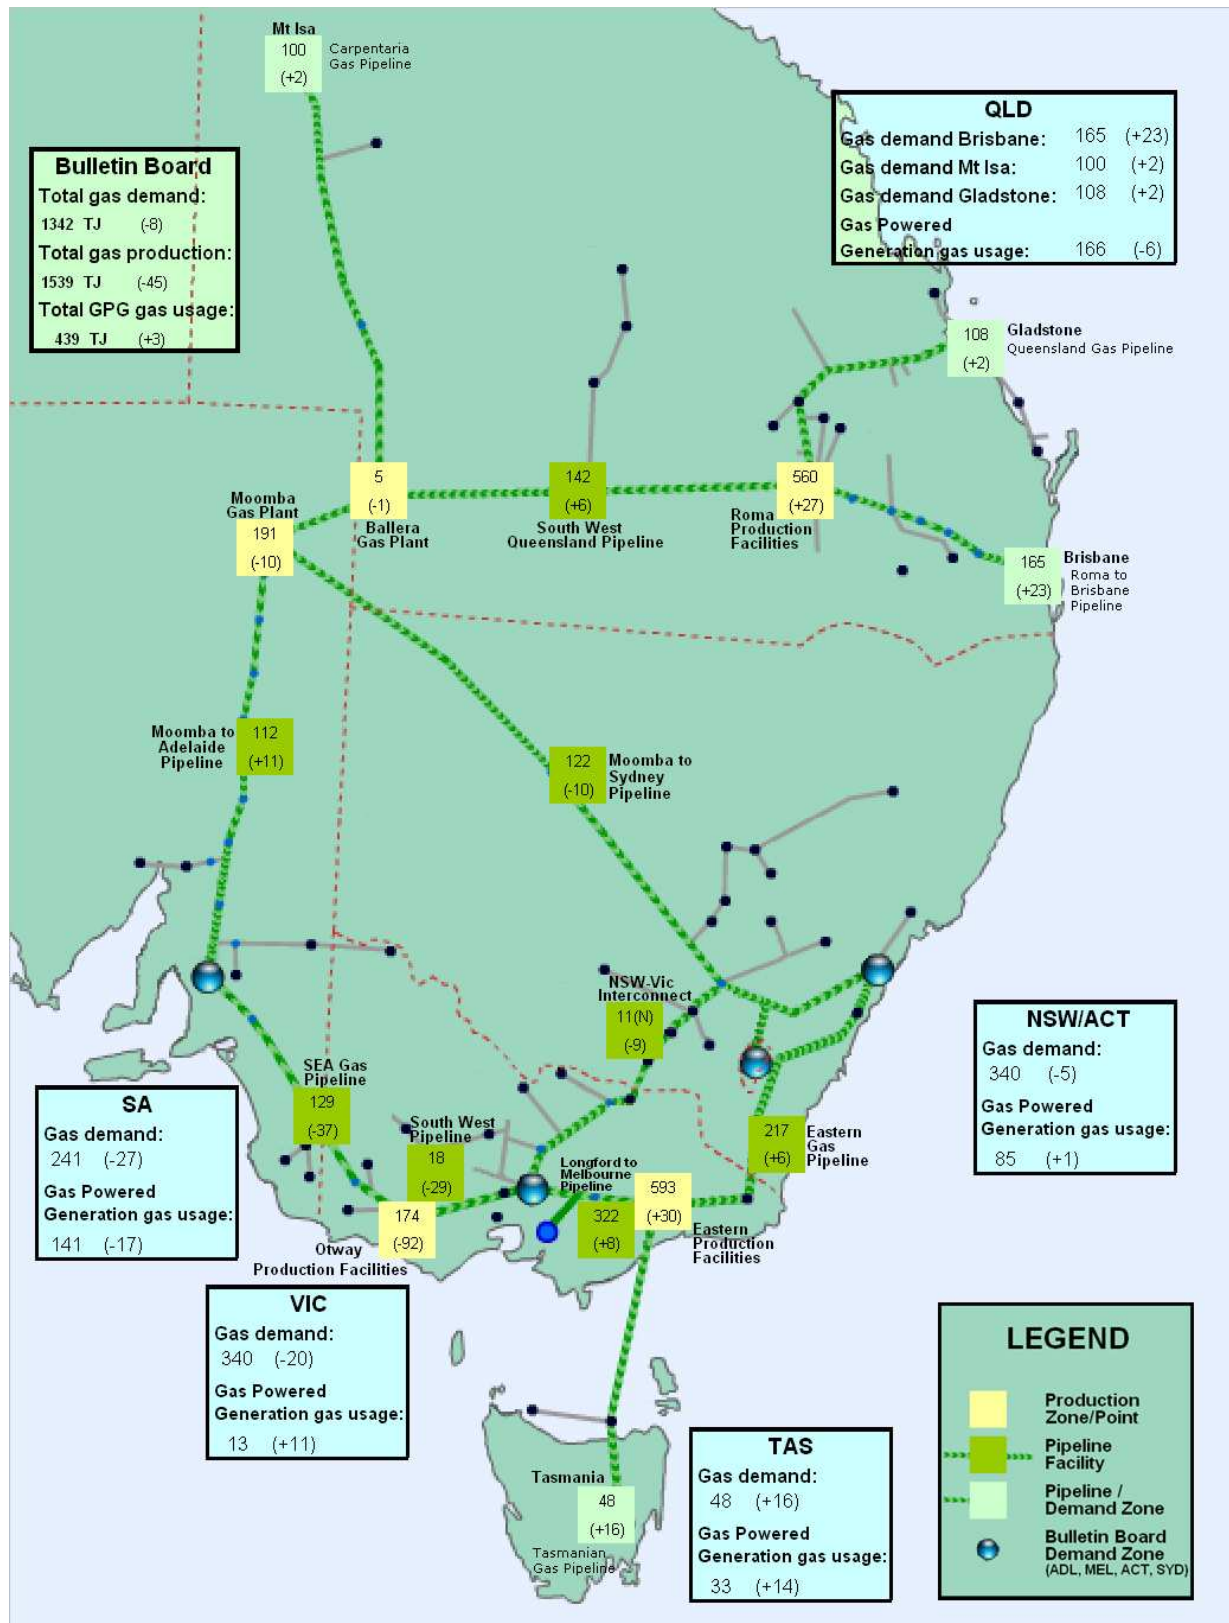 Mt Isa
100
(+2)
Carpentaria
Gas Pipeline
Bulletin Board
Total gas demand:
1342 TJ (-8)
Total gas production:
1539 TJ (-45)
Total GPG gas usage:
439 TJ (+3)
QLD
Gas demand Brisbane: 165 (+23)
Gas demand Mt Isa: 100 (+2)
Gas demand Gladstone: 108 (+2)
Gas Powered
Generation gas usage: 166 (-6)
108
(+2)
Gladstone
Queensland Gas Pipeline
5
(-1)
Ballera
Gas Plant
142
(+6)
South West
Queensland Pipeline
560
(+27)
Roma
Production
Facilities
Moomba
Gas Plant
191
(-10)
165
(+23)
Brisbane
Roma to
Brisbane
Pipeline
Moomba to
Adelaide
Pipeline
112
(+11)
122
(-10)
Moomba to
Sydney
Pipeline
NSW-Vic
Interconnect
11(N)
(-9)
NSW/ACT
Gas demand:
340 (-5)
Gas Powered
Generation gas usage:
85 (+1)
SEA Gas
Pipeline
129
(-37)
SA
Gas demand:
241 (-27)
Gas Powered
Generation gas usage:
141 (-17)
South West
Pipeline
18
(-29)
Longford to
Melbourne
Pipeline
322
(+8)
593
(+30)
Eastern
Production
Facilities
217
(+6)
Eastern
Gas
Pipeline
174
(-92)
Otway
Production Facilities
VIC
Gas demand:
340 (-20)
Gas Powered
Generation gas usage:
13 (+11)
Tasmania
48
(+16)
Tasmanian
Gas Pipeline
TAS
Gas demand:
48 (+16)
Gas Powered
Generation gas usage:
33 (+14)
LEGEND
Production
Zone/Point
Pipeline
Facility
Pipeline /
Demand Zone
Bulletin Board
Demand Zone
(ADL, MEL, ACT, SYD)